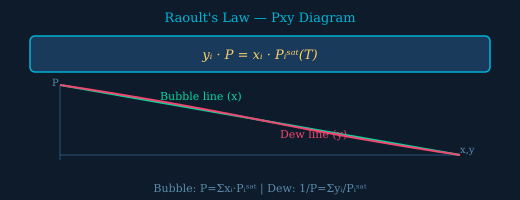 Raoult's Law — Pxy Diagram
yᵢ · P = xᵢ · Pᵢˢᵃᵗ(T)
P
Bubble line (x)
Dew line (y)
x,y
Bubble: P=Σxᵢ·Pᵢˢᵃᵗ | Dew: 1/P=Σyᵢ/Pᵢˢᵃᵗ